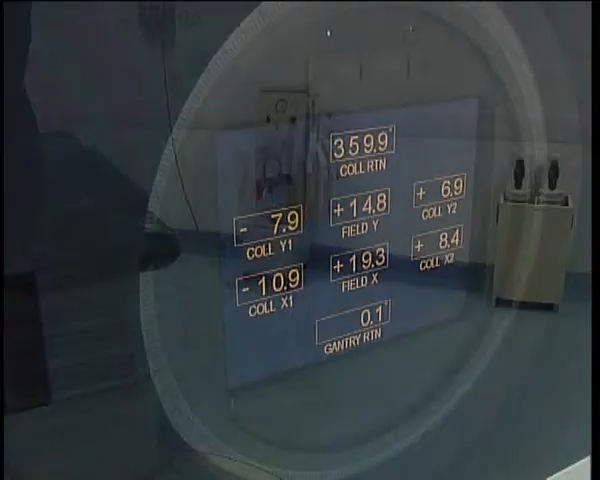 359.9°
COLL RTN
- 7.9
COLL Y1
+14.8
FIELD Y
+ 6.9
COLL Y2
-10.9
COLL X1
+19.3
FIELD X
+ 8.4
COLL X2
0.1°
GANTRY RTN